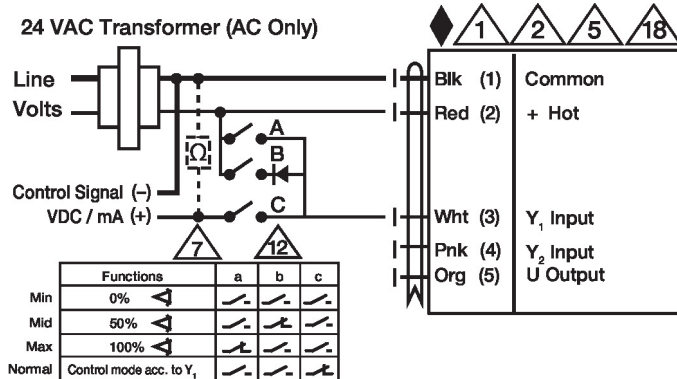 24 VAC Transformer (AC Only)
1 2 5 18
Line
Volts
Blk (1) Common
Red (2) + Hot
A
B
C
Ω
Control Signal (–)
VDC / mA (+)
Wht (3) Y1 Input
Pnk (4) Y2 Input
Org (5) U Output
7 12
Functions a b c
Min 0%
Mid 50%
Max 100%
Normal Control mode acc. to Y1